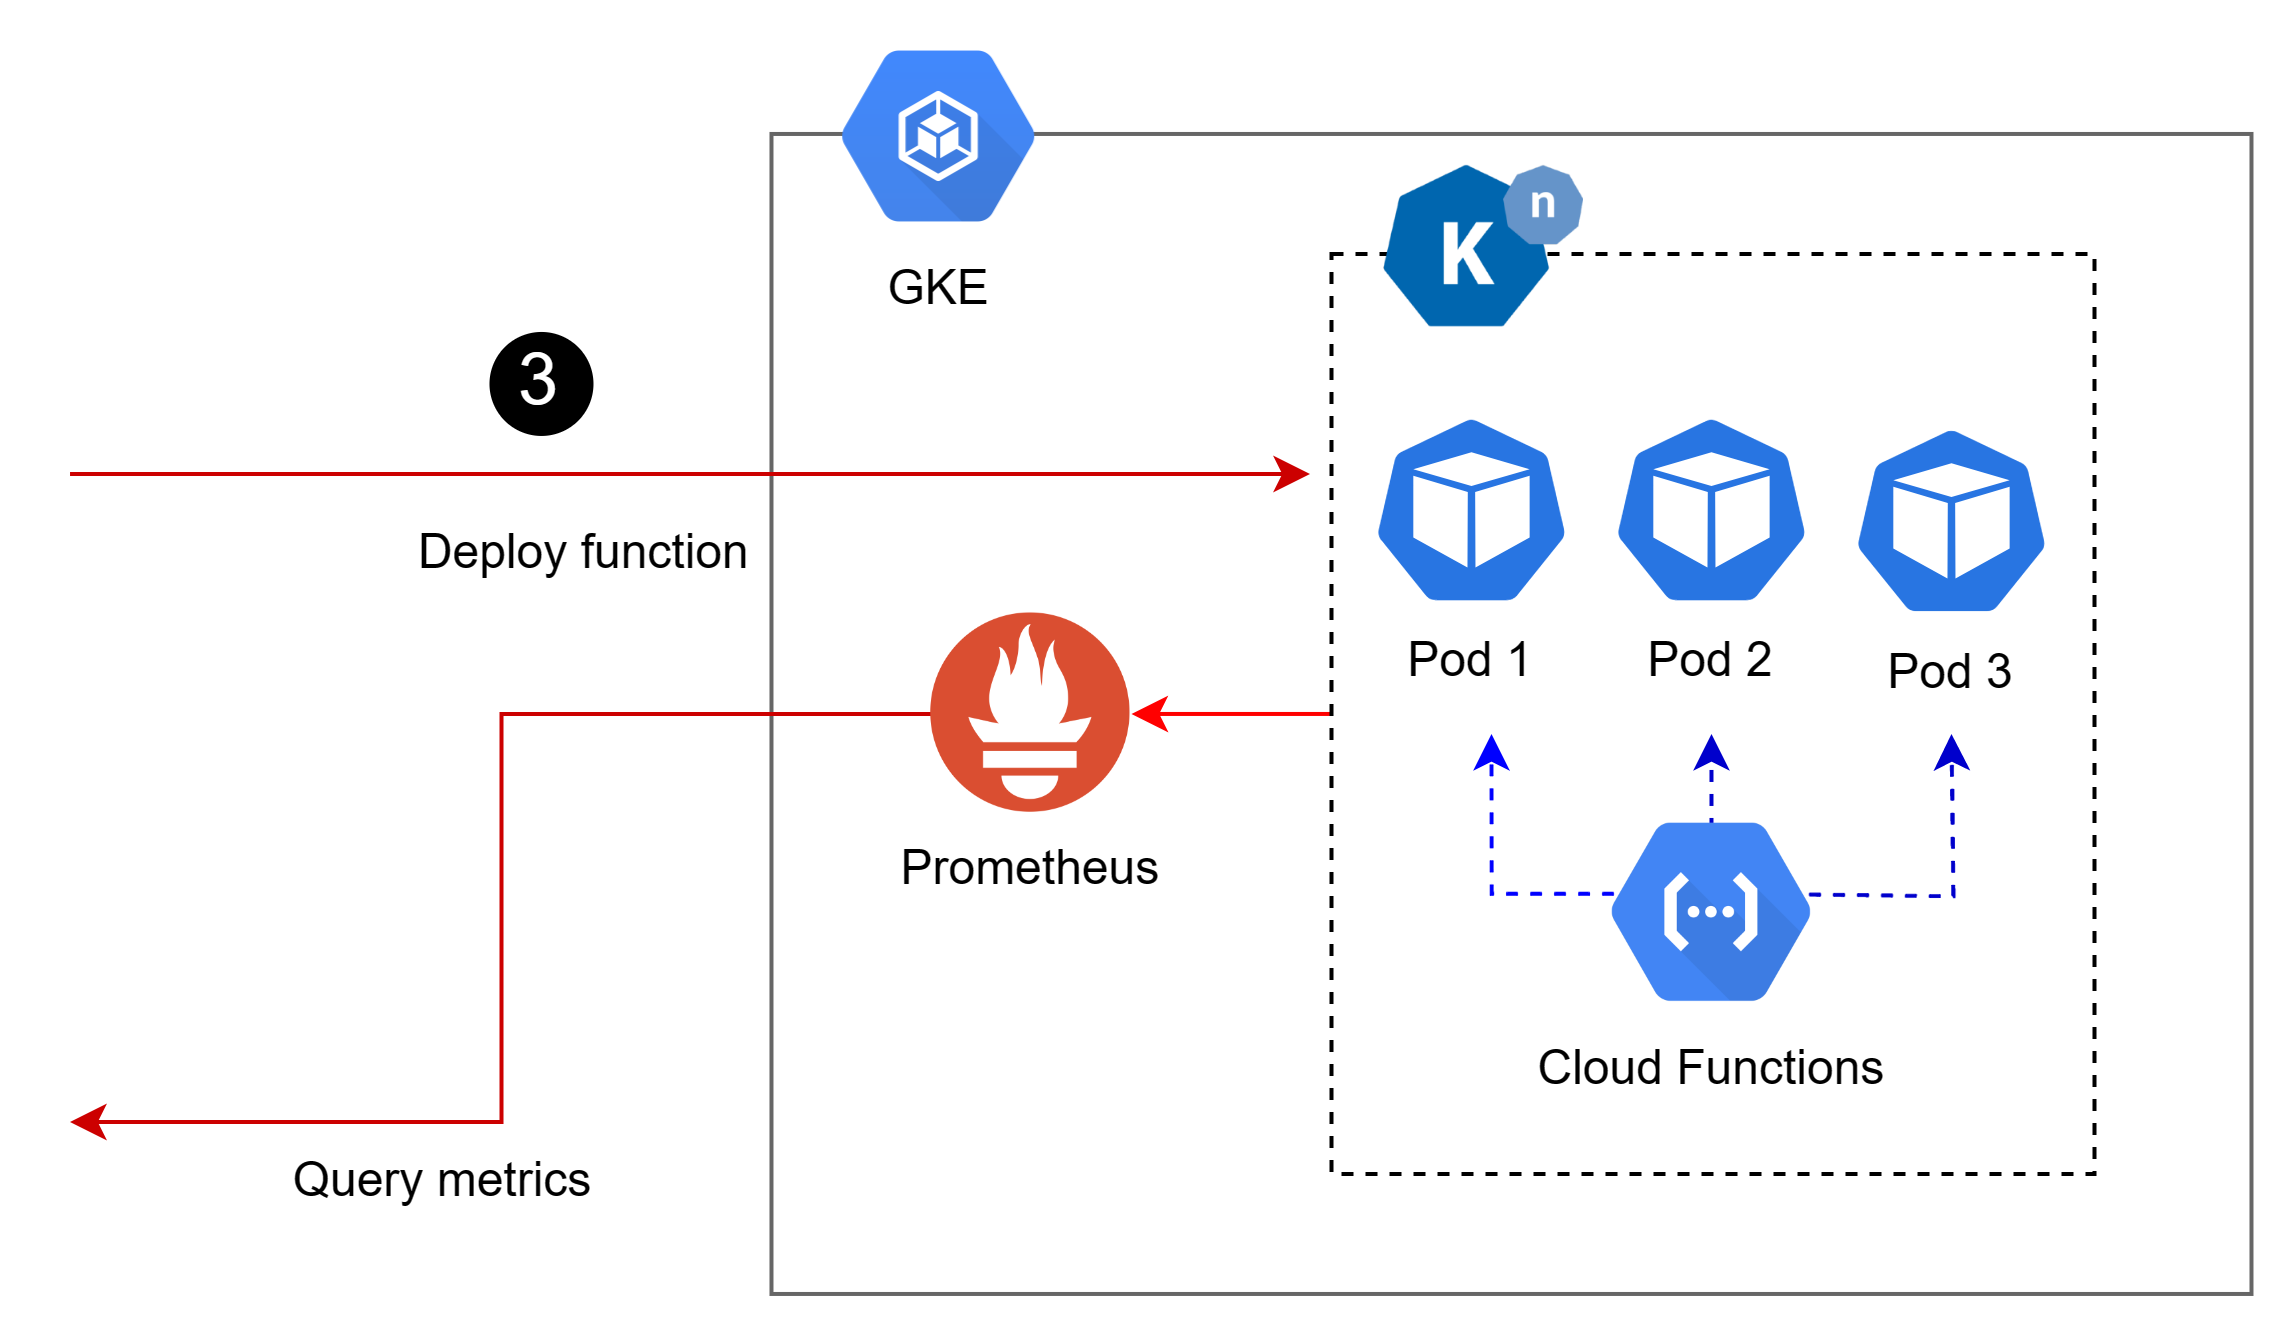 GKE
K
n
3
Deploy function
Pod 1
Pod 2
Pod 3
Prometheus
Cloud Functions
Query metrics